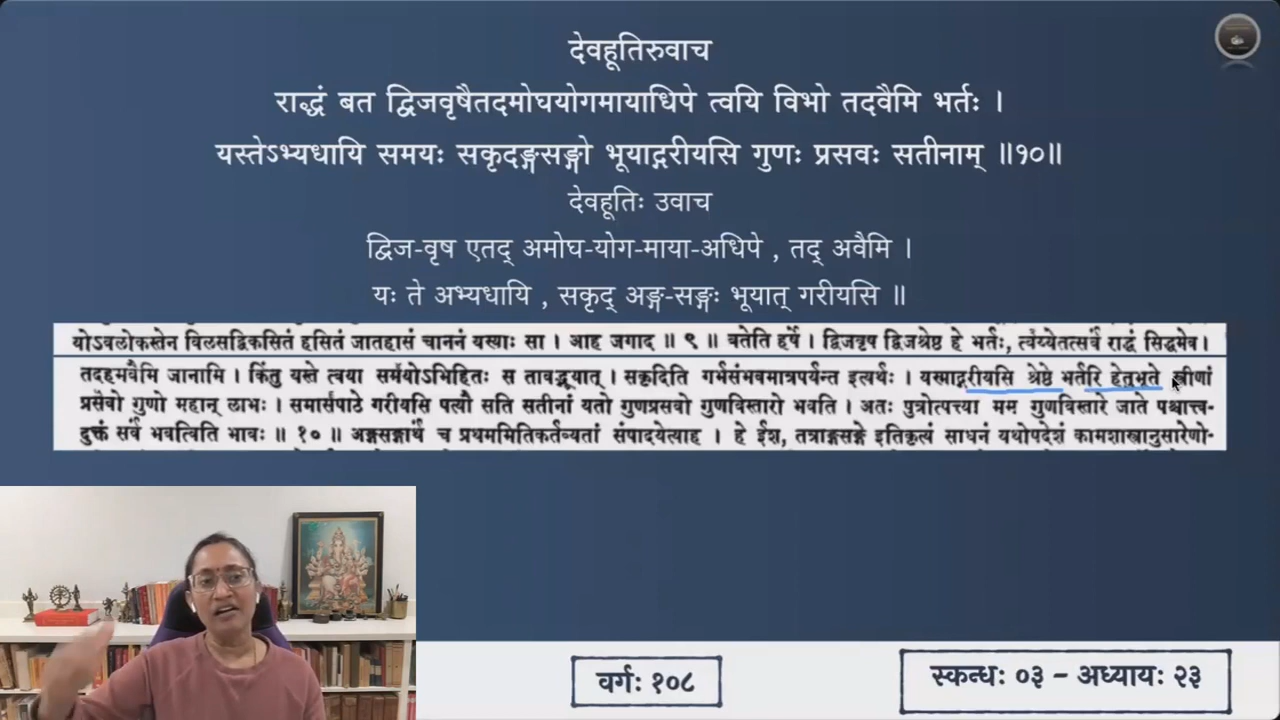 देवहूतिरुवाच
राद्धं बत द्विजवृषैतदमोघयोगमायाधिपे त्वयि विभो तदवैमि भर्तः ।
यस्तेऽभ्यधायि समयः सकृदङ्गसङ्गो भूयाद्गरीयसि गुणः प्रसवः सतीनाम् ॥१०॥
देवहूतिः उवाच
द्विज-वृष एतद् अमोघ-योग-माया-अधिपे , तद् अवैमि ।
यः ते अभ्यधायि , सकृद् अङ्ग-सङ्गः भूयात् गरीयसि ॥
योऽवलोकस्तेन विलसद्विकसितं हसितं जातहासं चाननं यस्याः सा । आह जगाद ॥ ९ ॥ बतेति हर्षे । द्विजवृष द्विजश्रेष्ठ हे भर्तः, त्वय्येतत्सर्वं राद्धं सिद्धमेव ।
तदहमवैमि जानामि । किंतु यस्ते त्वया समयोऽभिहितः स तावद्भूयात् । सकृदिति गर्भसंभवमात्रपर्यन्त इत्यर्थः । यस्माद्गरीयसि श्रेष्ठे भर्तरि हेतुभूते स्त्रीणां
प्रसवो गुणो महान् लाभः । समासपाठे गरीयसि पत्यौ सति सतीनां यतो गुणप्रसवो गुणविस्तारो भवति । अतः पुत्रोत्पत्त्या मम गुणविस्तारे जाते पश्चात्त्व-
दुक्तं सर्वं भवत्विति भावः ॥ १० ॥ अङ्गसङ्गार्थं च प्रथममितिकर्तव्यतां संपादयेत्याह । हे ईश, तत्राङ्गसङ्गे इतिकृत्यं साधनं यथोपदेशं कामशास्त्रानुसारेणो-
वर्गः १०८
स्कन्धः ०३ – अध्यायः २३